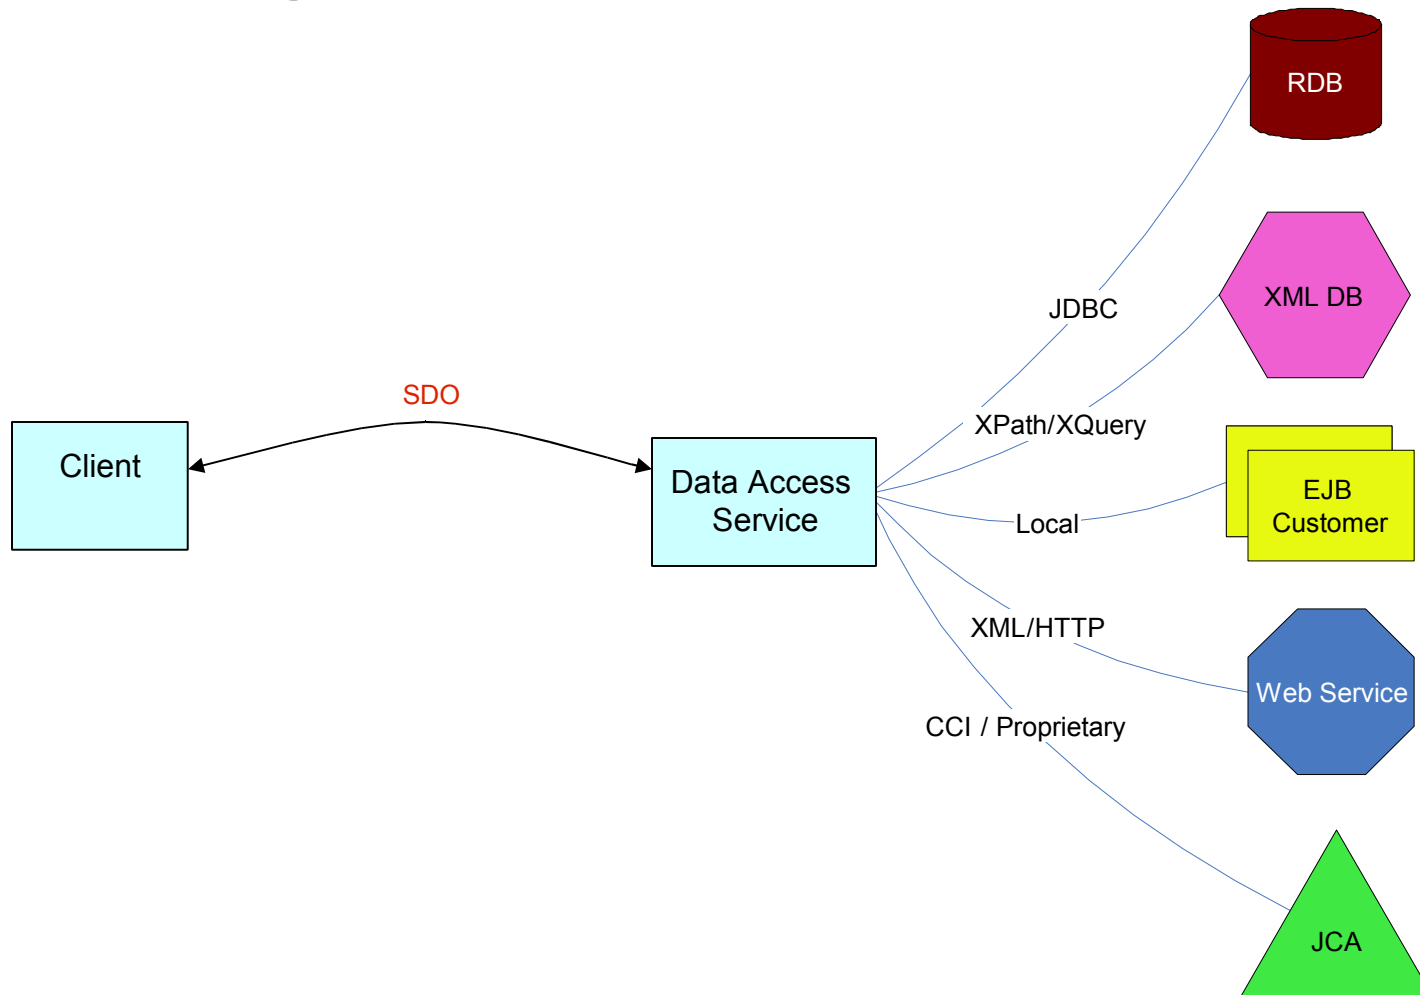 RDB
XML DB
JDBC
SDO
XPath/XQuery
Client
Data Access
Service
EJB
Customer
Local
XML/HTTP
Web Service
CCI / Proprietary
JCA